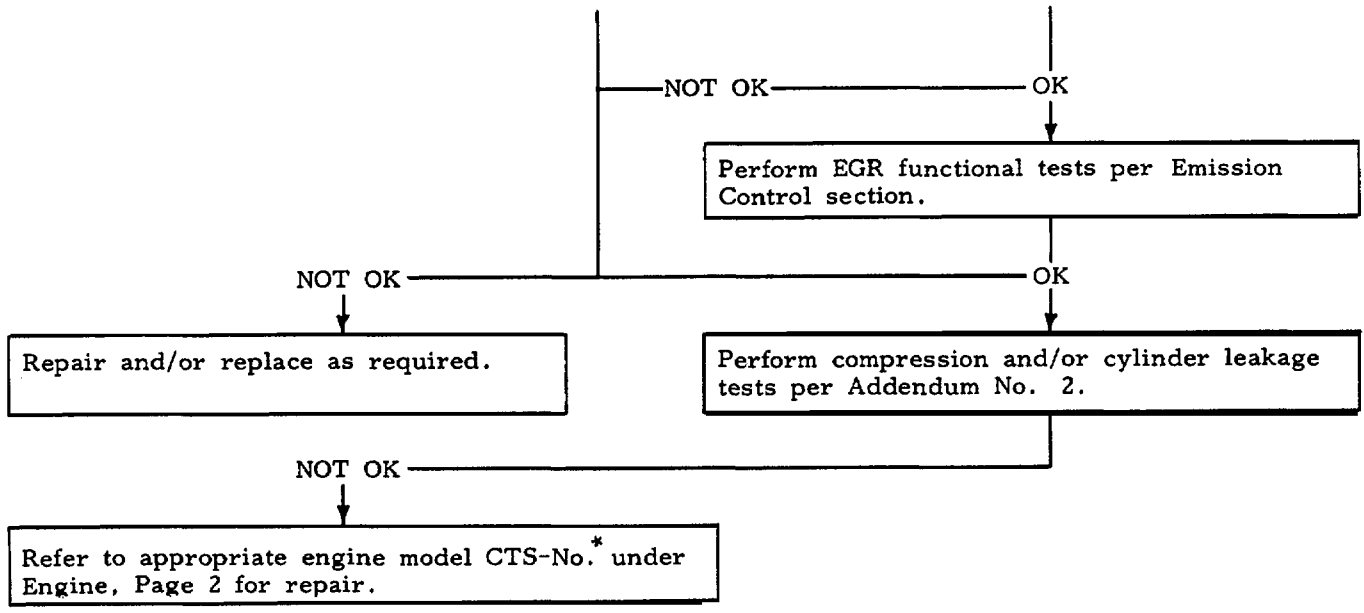 NOT OK OK
Perform EGR functional tests per Emission
Control section.
NOT OK OK
Repair and/or replace as required.
Perform compression and/or cylinder leakage
tests per Addendum No. 2.
NOT OK
Refer to appropriate engine model CTS-No.* under
Engine, Page 2 for repair.